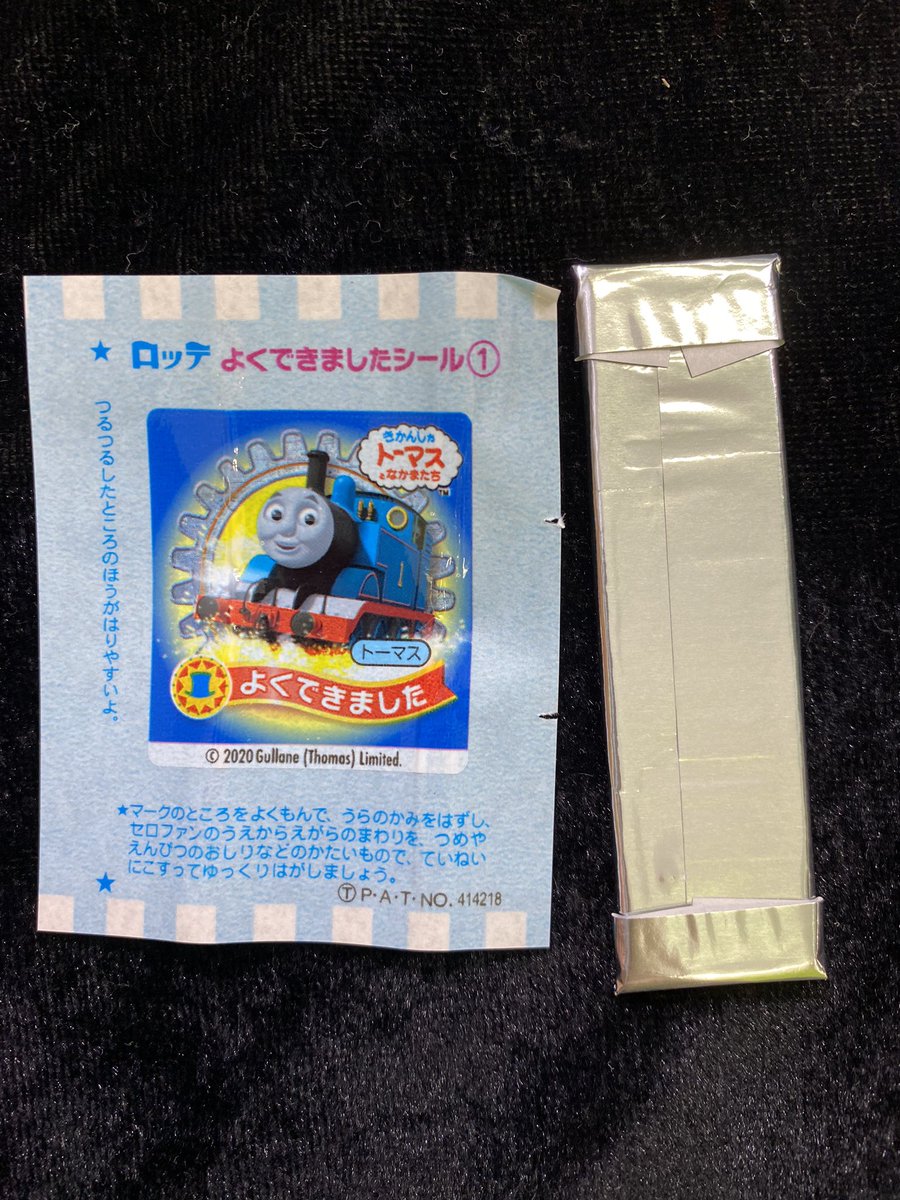 ★ ロッテ よくできましたシール①
つるつるしたところのほうがはりやすいよ。
きかんしゃ
トーマス
となかまたち
TM
1
トーマス
よくできました
© 2020 Gullane (Thomas) Limited.
★マークのところをよくもんで、うらのかみをはずし、
セロファンのうえからえがらのまわりを、つめや
えんぴつのおしりなどのかたいもので、ていねい
にこすってゆっくりはがしましょう。
★ ⓉP・A・T・NO. 414218